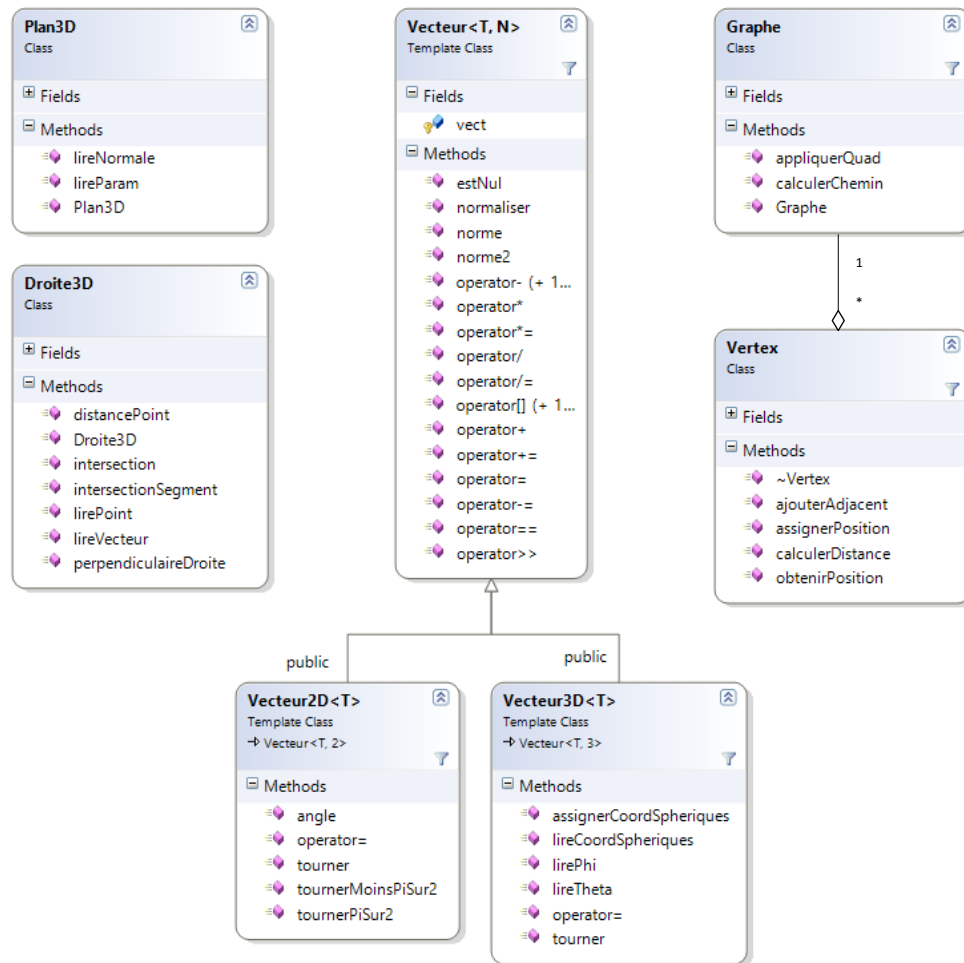 Plan3D
Class
Fields
Methods
lireNormale
lireParam
Plan3D
Droite3D
Class
Fields
Methods
distancePoint
Droite3D
intersection
intersectionSegment
lirePoint
lireVecteur
perpendiculaireDroite
Vecteur<T, N>
Template Class
Fields
vect
Methods
estNul
normaliser
norme
norme2
operator- (+ 1...
operator*
operator*=
operator/
operator/=
operator[] (+ 1...
operator+
operator+=
operator=
operator-=
operator==
operator>>
Graphe
Class
Fields
Methods
appliquerQuad
calculerChemin
Graphe
1
*
Vertex
Class
Fields
Methods
~Vertex
ajouterAdjacent
assignerPosition
calculerDistance
obtenirPosition
public
public
Vecteur2D<T>
Template Class
Vecteur<T, 2>
Methods
angle
operator=
tourner
tournerMoinsPiSur2
tournerPiSur2
Vecteur3D<T>
Template Class
Vecteur<T, 3>
Methods
assignerCoordSpheriques
lireCoordSpheriques
lirePhi
lireTheta
operator=
tourner